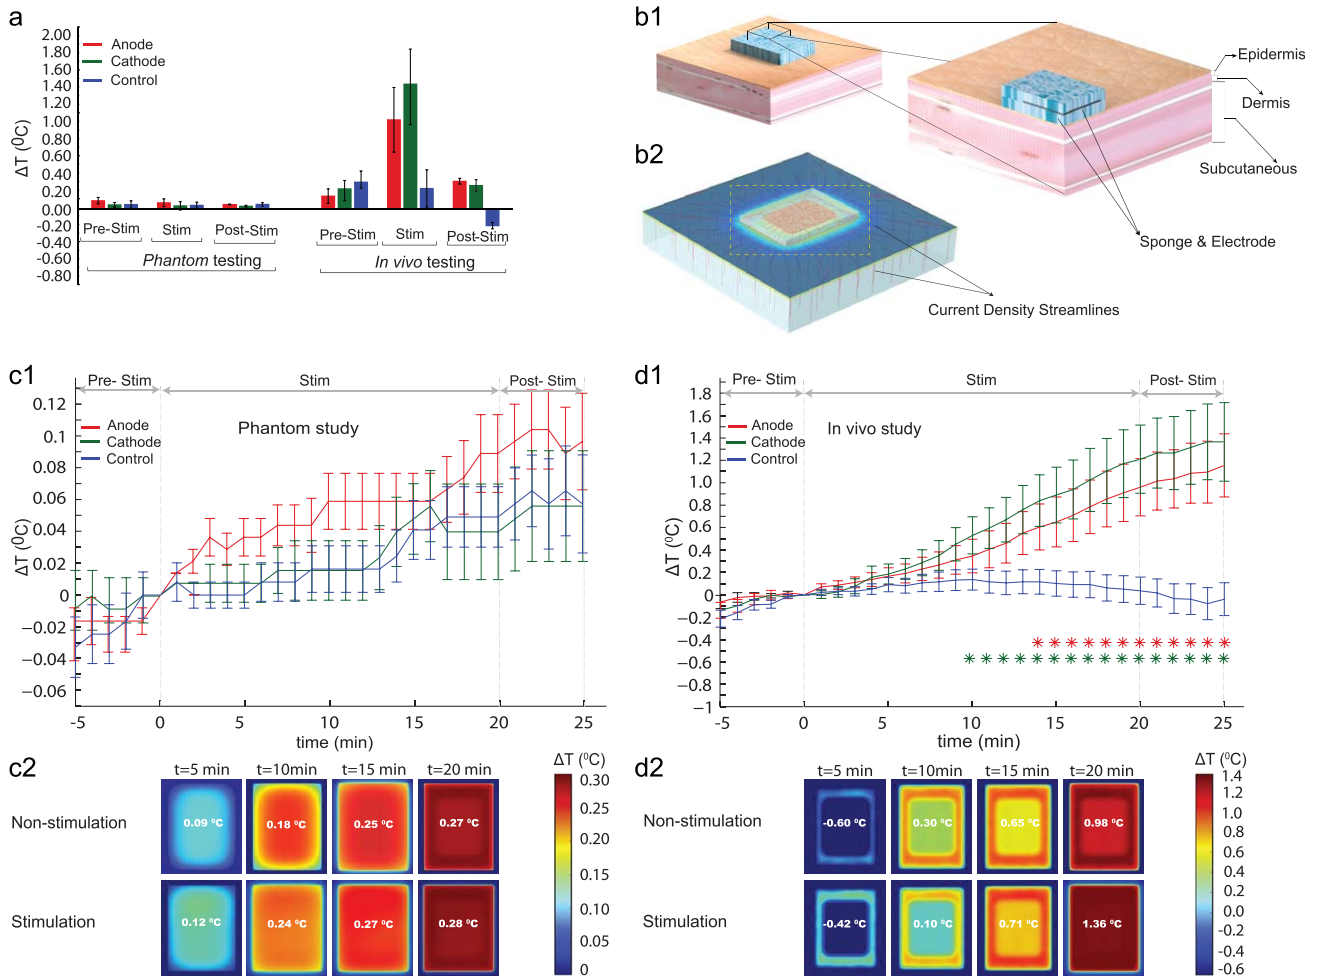 a
2.00
1.80
1.60
1.40
1.20
1.00
0.80
0.60
0.40
0.20
0.00
-0.20
-0.40
-0.60
-0.80
ΔT (⁰C)
Anode
Cathode
Control
Pre-Stim Stim Post-Stim Pre-Stim Stim Post-Stim
Phantom testing In vivo testing
b1
Epidermis
Dermis
Subcutaneous
Sponge & Electrode
b2
Current Density Streamlines
c1
Pre- Stim Stim Post- Stim
0.12
0.1
0.08
0.06
0.04
0.02
0
−0.02
−0.04
−0.06
ΔT (⁰C)
Anode
Cathode
Control
Phantom study
-5 0 5 10 15 20 25
time (min)
d1
Pre- Stim Stim Post- Stim
1.8
1.6
1.4
1.2
1.0
0.8
0.6
0.4
0.2
0
−0.2
−0.4
−0.6
−0.8
−1
ΔT (⁰C)
Anode
Cathode
Control
In vivo study
-5 0 5 10 15 20 25
time (min)
c2
t=5 min t=10min t=15 min t=20 min
Non-stimulation
0.09 ⁰C 0.18 ⁰C 0.25 ⁰C 0.27 ⁰C
Stimulation
0.12 ⁰C 0.24 ⁰C 0.27 ⁰C 0.28 ⁰C
ΔT (⁰C)
0.30
0.25
0.20
0.15
0.10
0.05
0
d2
t=5 min t=10min t=15 min t=20 min
Non-stimulation
-0.60 ⁰C 0.30 ⁰C 0.65 ⁰C 0.98 ⁰C
Stimulation
-0.42 ⁰C 0.10 ⁰C 0.71 ⁰C 1.36 ⁰C
ΔT (⁰C)
1.4
1.2
1.0
0.8
0.6
0.4
0.2
0.0
-0.2
-0.4
-0.6